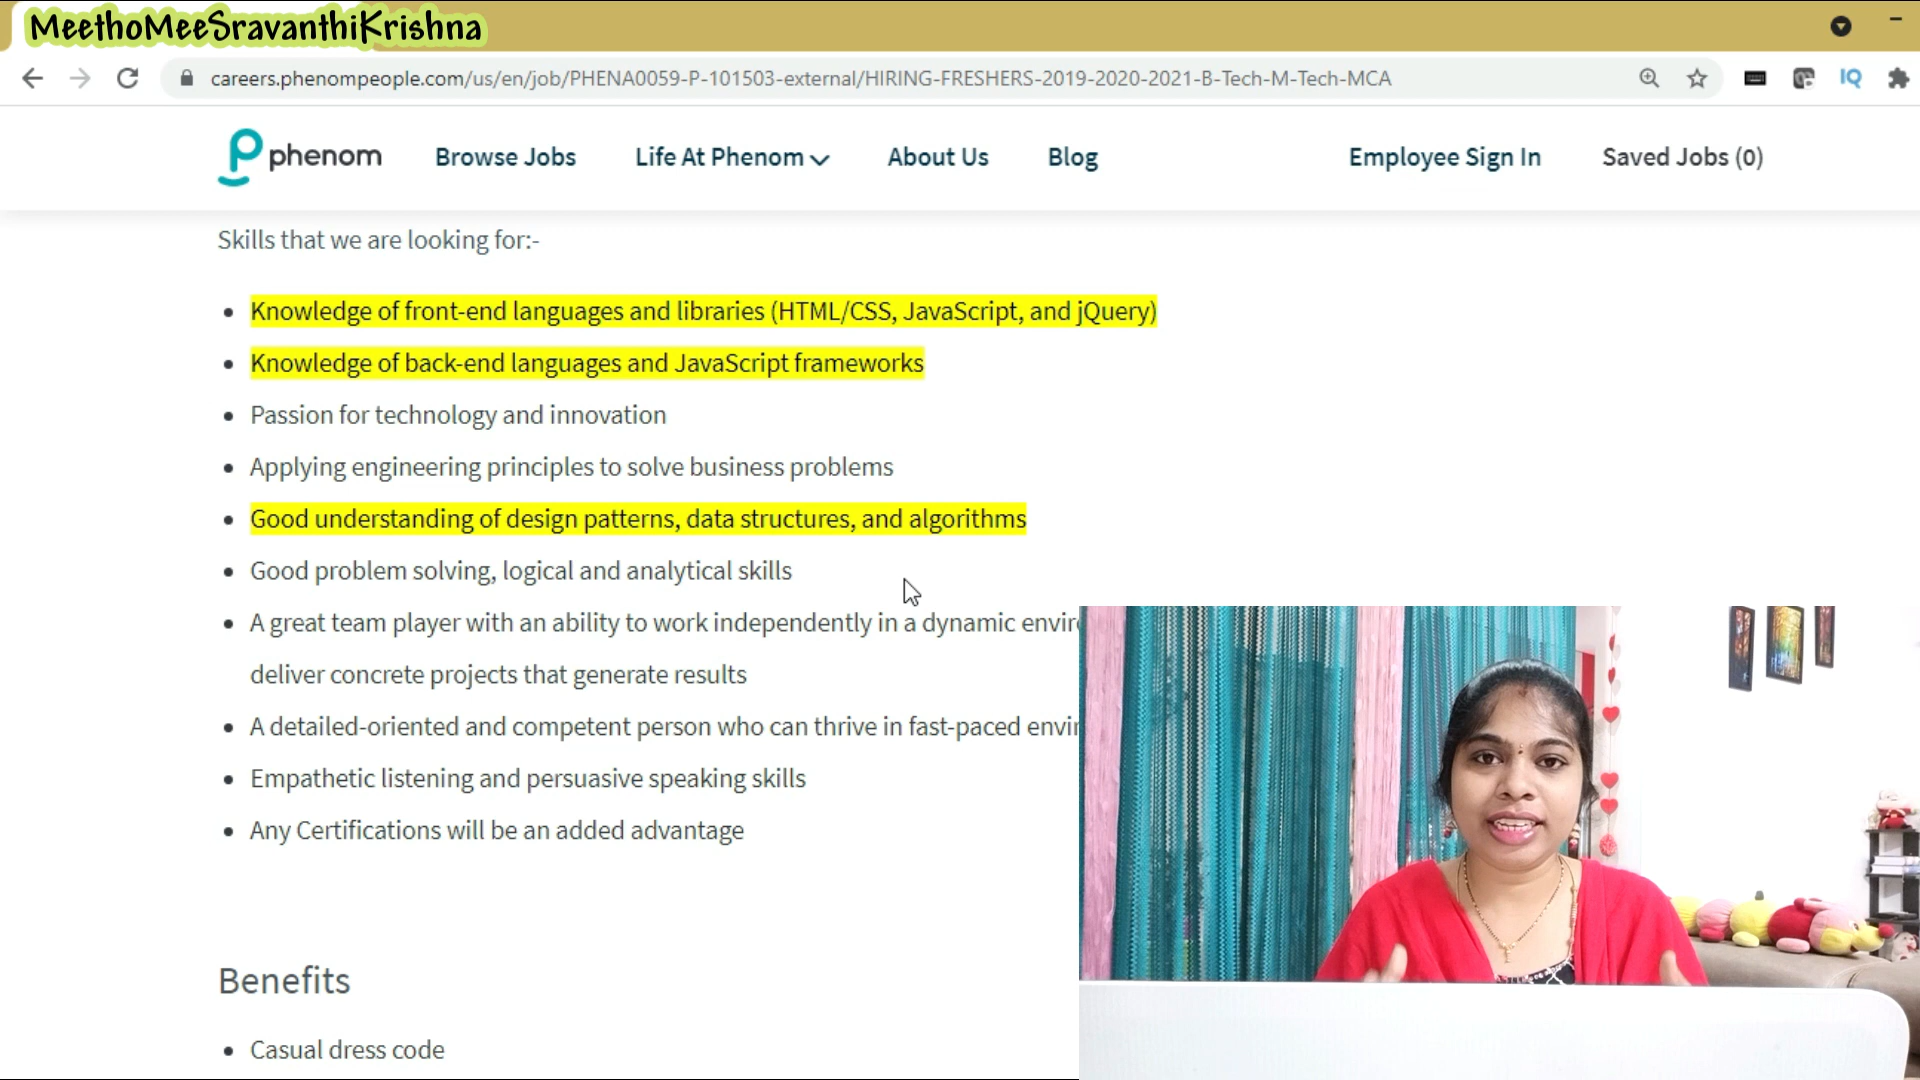 MeethoMeeSravanthiKrishna
careers.phenompeople.com/us/en/job/PHENA0059-P-101503-external/HIRING-FRESHERS-2019-2020-2021-B-Tech-M-Tech-MCA
IQ
phenom Browse Jobs Life At Phenom About Us Blog Employee Sign In Saved Jobs (0)
Skills that we are looking for:-
Knowledge of front-end languages and libraries (HTML/CSS, JavaScript, and jQuery)
Knowledge of back-end languages and JavaScript frameworks
Passion for technology and innovation
Applying engineering principles to solve business problems
Good understanding of design patterns, data structures, and algorithms
Good problem solving, logical and analytical skills
A great team player with an ability to work independently in a dynamic
deliver concrete projects that generate results
A detailed-oriented and competent person who can thrive in fast-paced
Empathetic listening and persuasive speaking skills
Any Certifications will be an added advantage
Benefits
Casual dress code